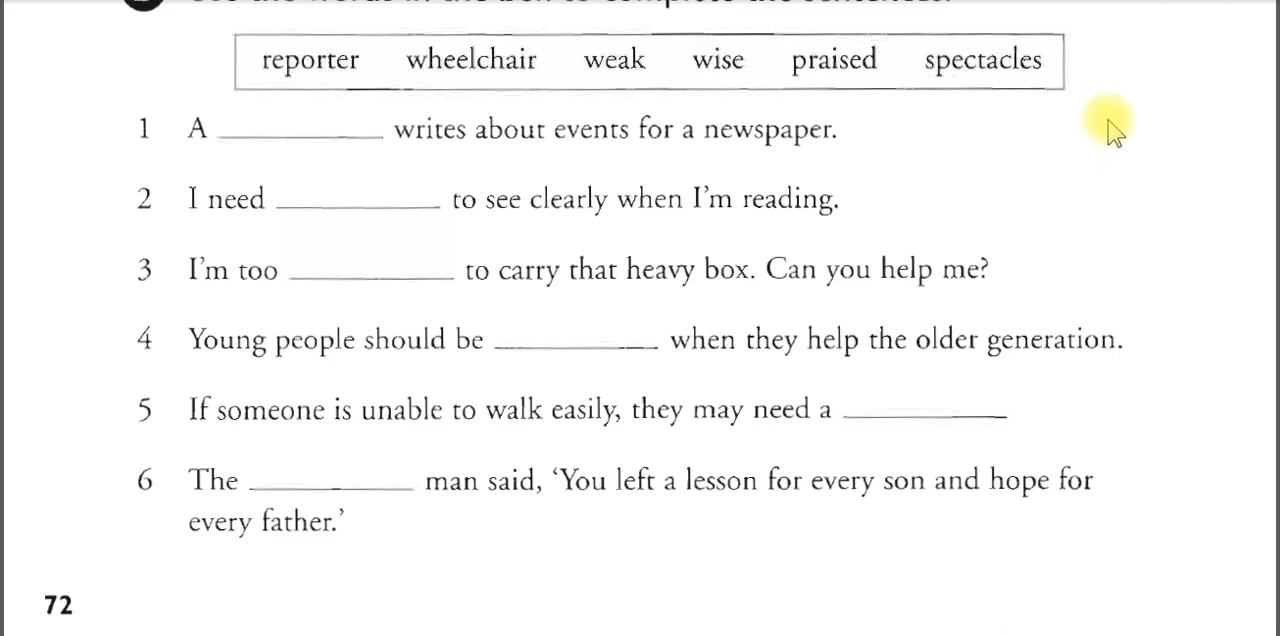 reporter wheelchair weak wise praised spectacles
1 A __________ writes about events for a newspaper.
2 I need __________ to see clearly when I'm reading.
3 I'm too __________ to carry that heavy box. Can you help me?
4 Young people should be __________ when they help the older generation.
5 If someone is unable to walk easily, they may need a __________
6 The __________ man said, ‘You left a lesson for every son and hope for
every father.’
72